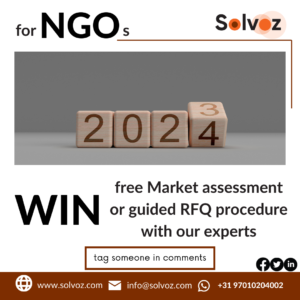 for NGOs
Solvoz
3
2024
WIN
free Market assessment
or guided RFQ procedure
with our experts
tag someone in comments
www.solvoz.com
info@solvoz.com
+31 97010204002